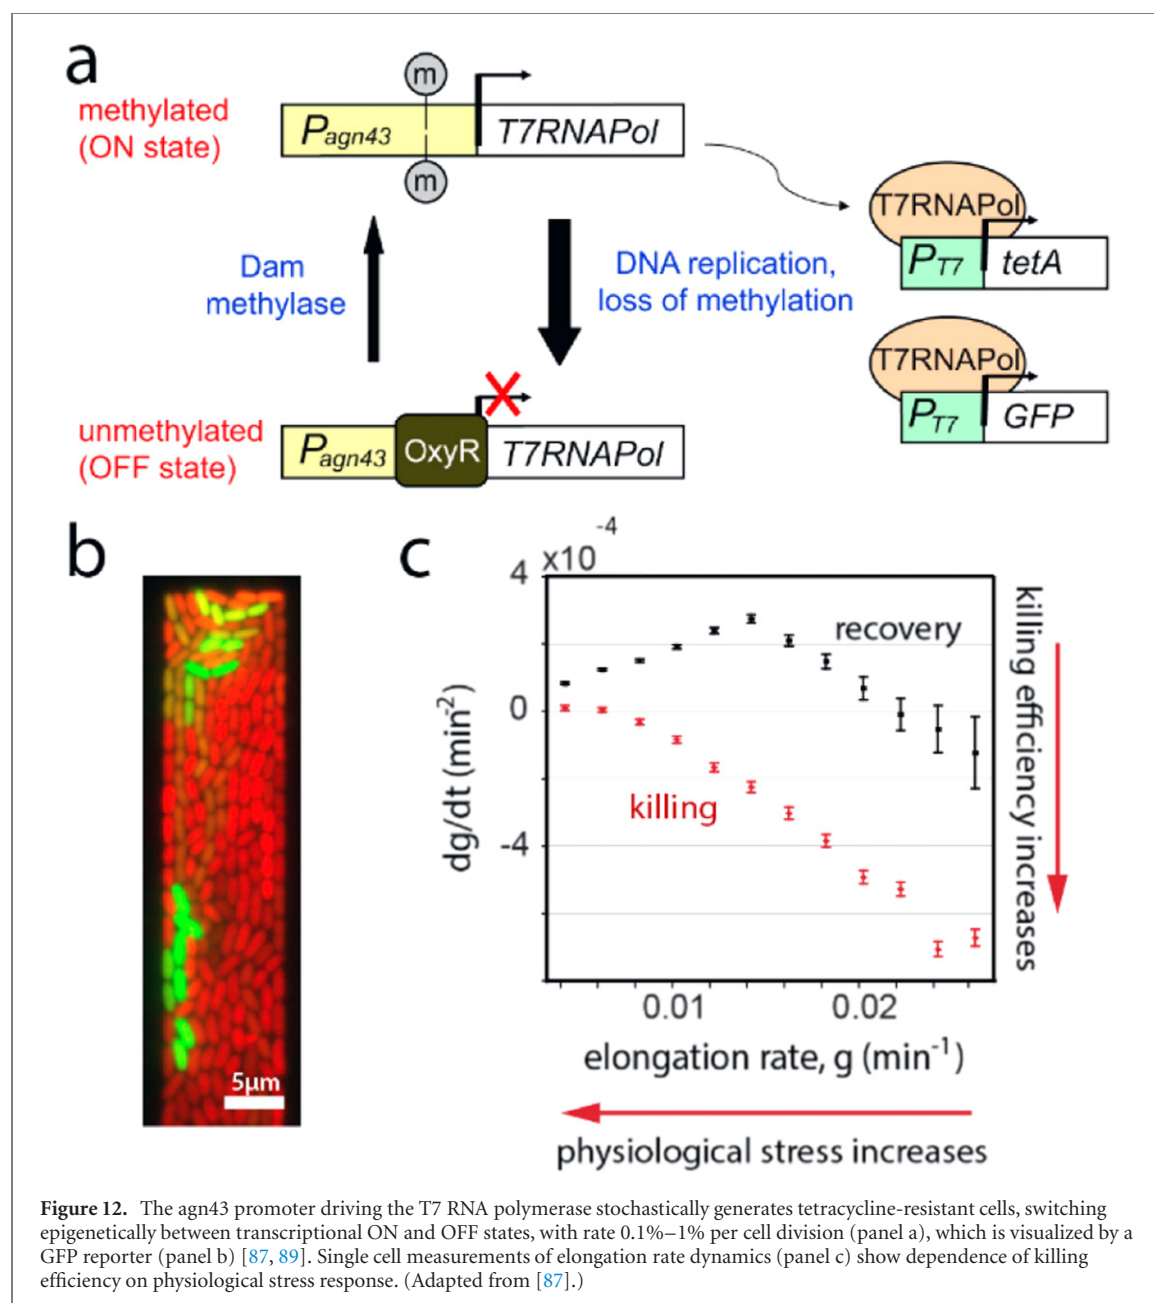 a
methylated
(ON state)
m
Pagn43
T7RNAPol
m
T7RNAPol
PT7
tetA
Dam
methylase
DNA replication,
loss of methylation
T7RNAPol
PT7
GFP
unmethylated
(OFF state)
Pagn43
OxyR
T7RNAPol
b
5μm
c
4 x10-4
0
-4
dg/dt (min-2)
recovery
killing
0.01
0.02
elongation rate, g (min-1)
physiological stress increases
killing efficiency increases
Figure 12. The agn43 promoter driving the T7 RNA polymerase stochastically generates tetracycline-resistant cells, switching
epigenetically between transcriptional ON and OFF states, with rate 0.1%–1% per cell division (panel a), which is visualized by a
GFP reporter (panel b) [87, 89]. Single cell measurements of elongation rate dynamics (panel c) show dependence of killing
efficiency on physiological stress response. (Adapted from [87].)